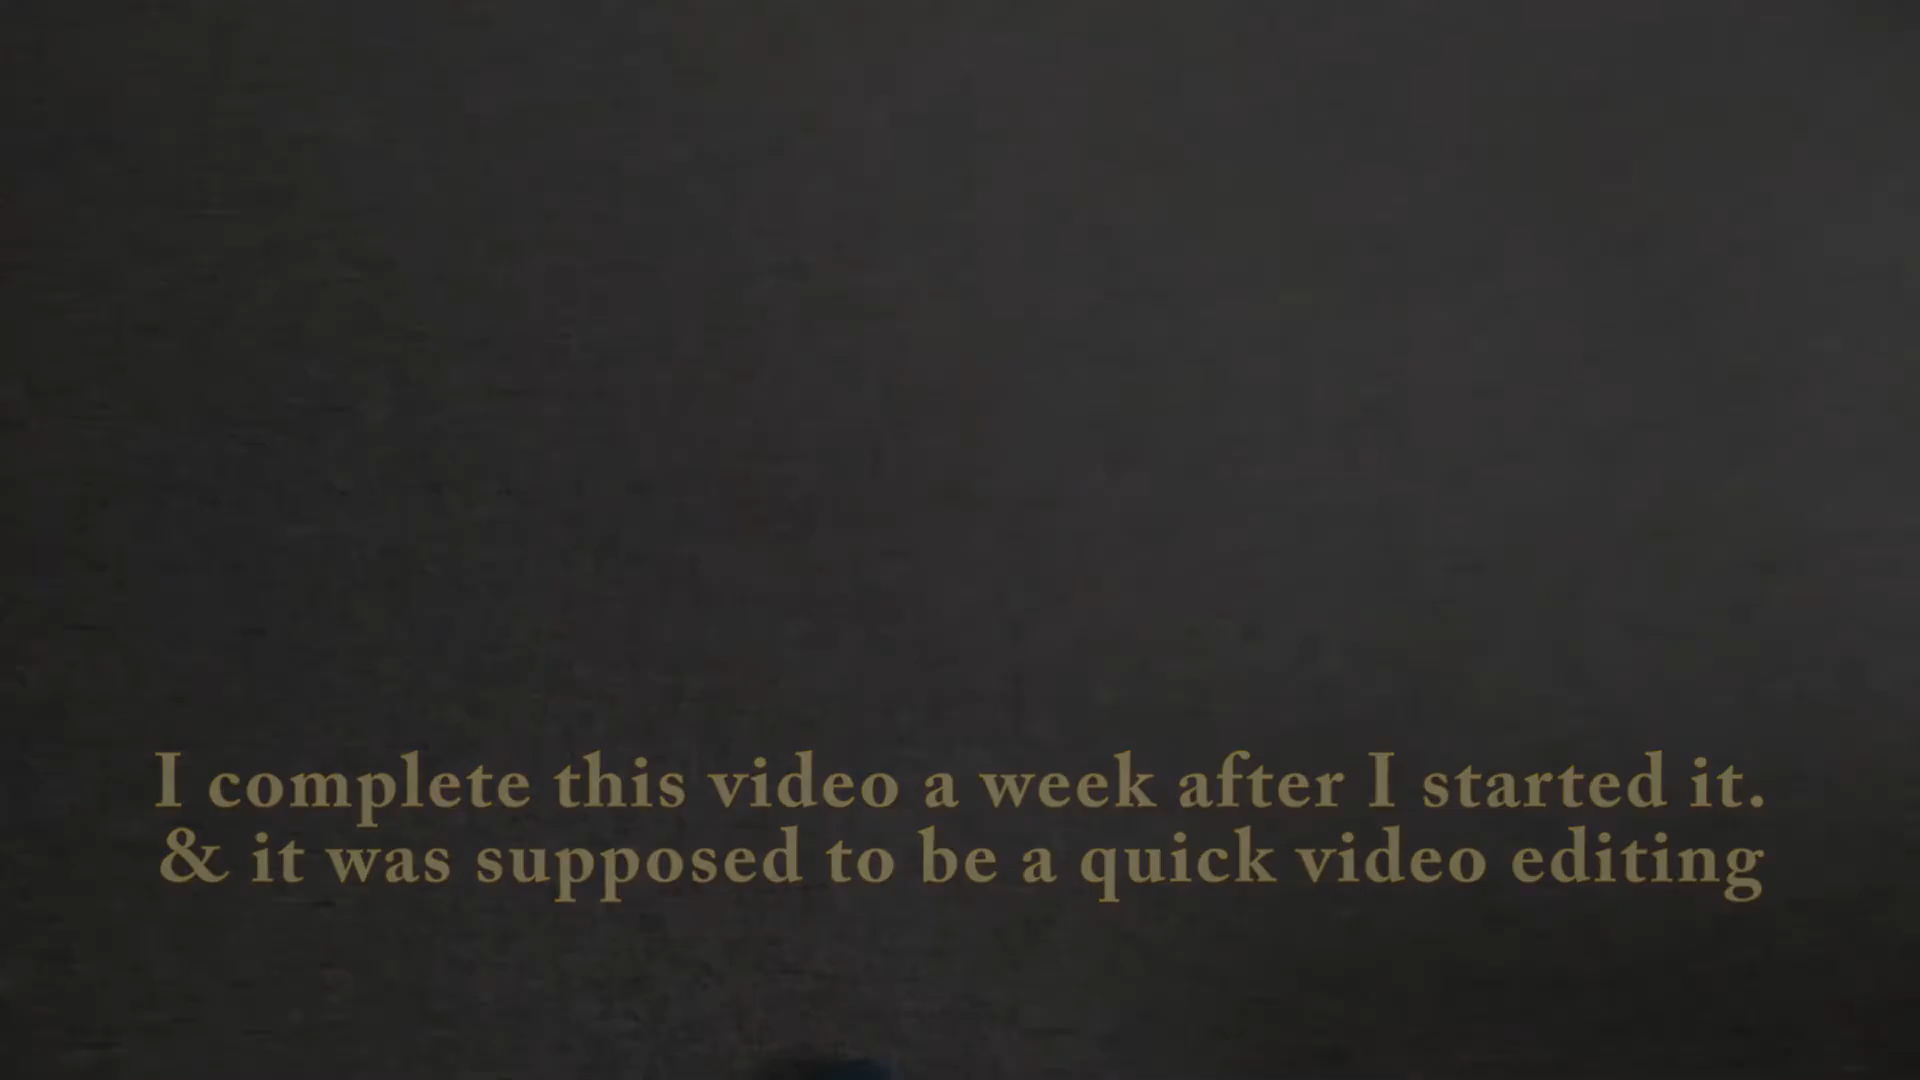 I complete this video a week after I started it.
& it was supposed to be a quick video editing